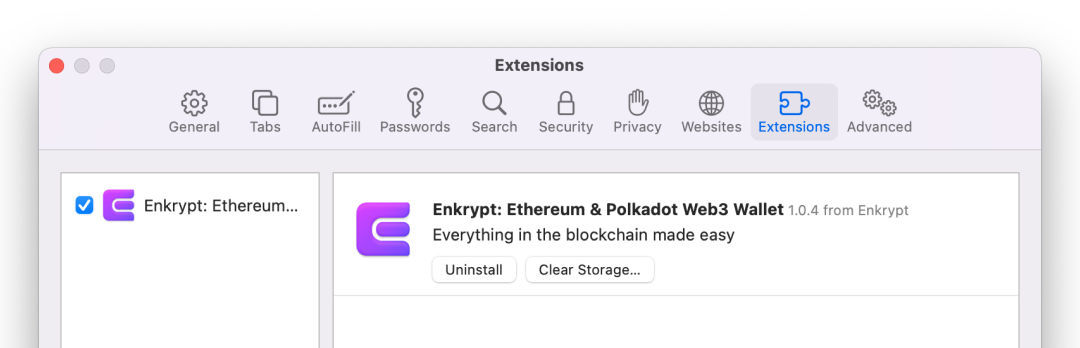 Extensions
General Tabs AutoFill Passwords Search Security Privacy Websites Extensions Advanced
Enkrypt: Ethereum...
Enkrypt: Ethereum & Polkadot Web3 Wallet 1.0.4 from Enkrypt
Everything in the blockchain made easy
Uninstall Clear Storage...